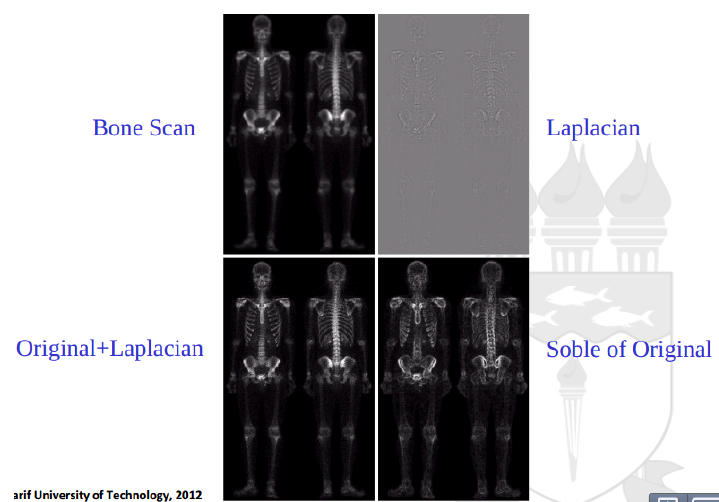 Bone Scan
Laplacian
Original+Laplacian
Soble of Original
arif University of Technology, 2012